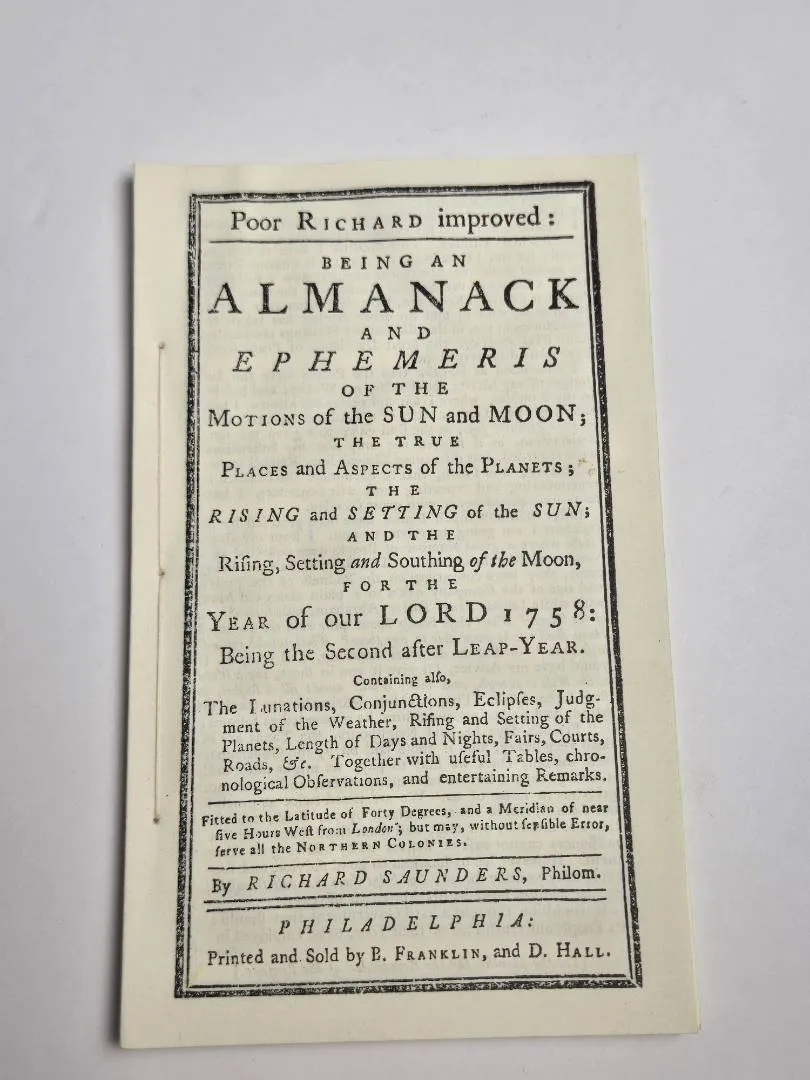 Poor RICHARD improved:
BEING AN
ALMANACK
AND
EPHEMERIS
OF THE
MOTIONS of the SUN and MOON;
THE TRUE
PLACES and ASPECTS of the PLANETS;
THE
RISING and SETTING of the SUN;
AND THE
Riſing, Setting and Southing of the Moon,
FOR THE
YEAR of our LORD 1758:
Being the Second after LEAP-YEAR.
Containing alſo,
The Lunations, Conjunctions, Eclipſes, Judg-
ment of the Weather, Riſing and Setting of the
Planets, Length of Days and Nights, Fairs, Courts,
Roads, &c. Together with uſeful Tables, chro-
nological Obſervations, and entertaining Remarks.
Fitted to the Latitude of Forty Degrees, and a Meridian of near
five Hours Weſt from London; but may, without ſenſible Error,
ſerve all the NORTHERN COLONIES.
By RICHARD SAUNDERS, Philom.
PHILADELPHIA:
Printed and Sold by B. FRANKLIN, and D. HALL.